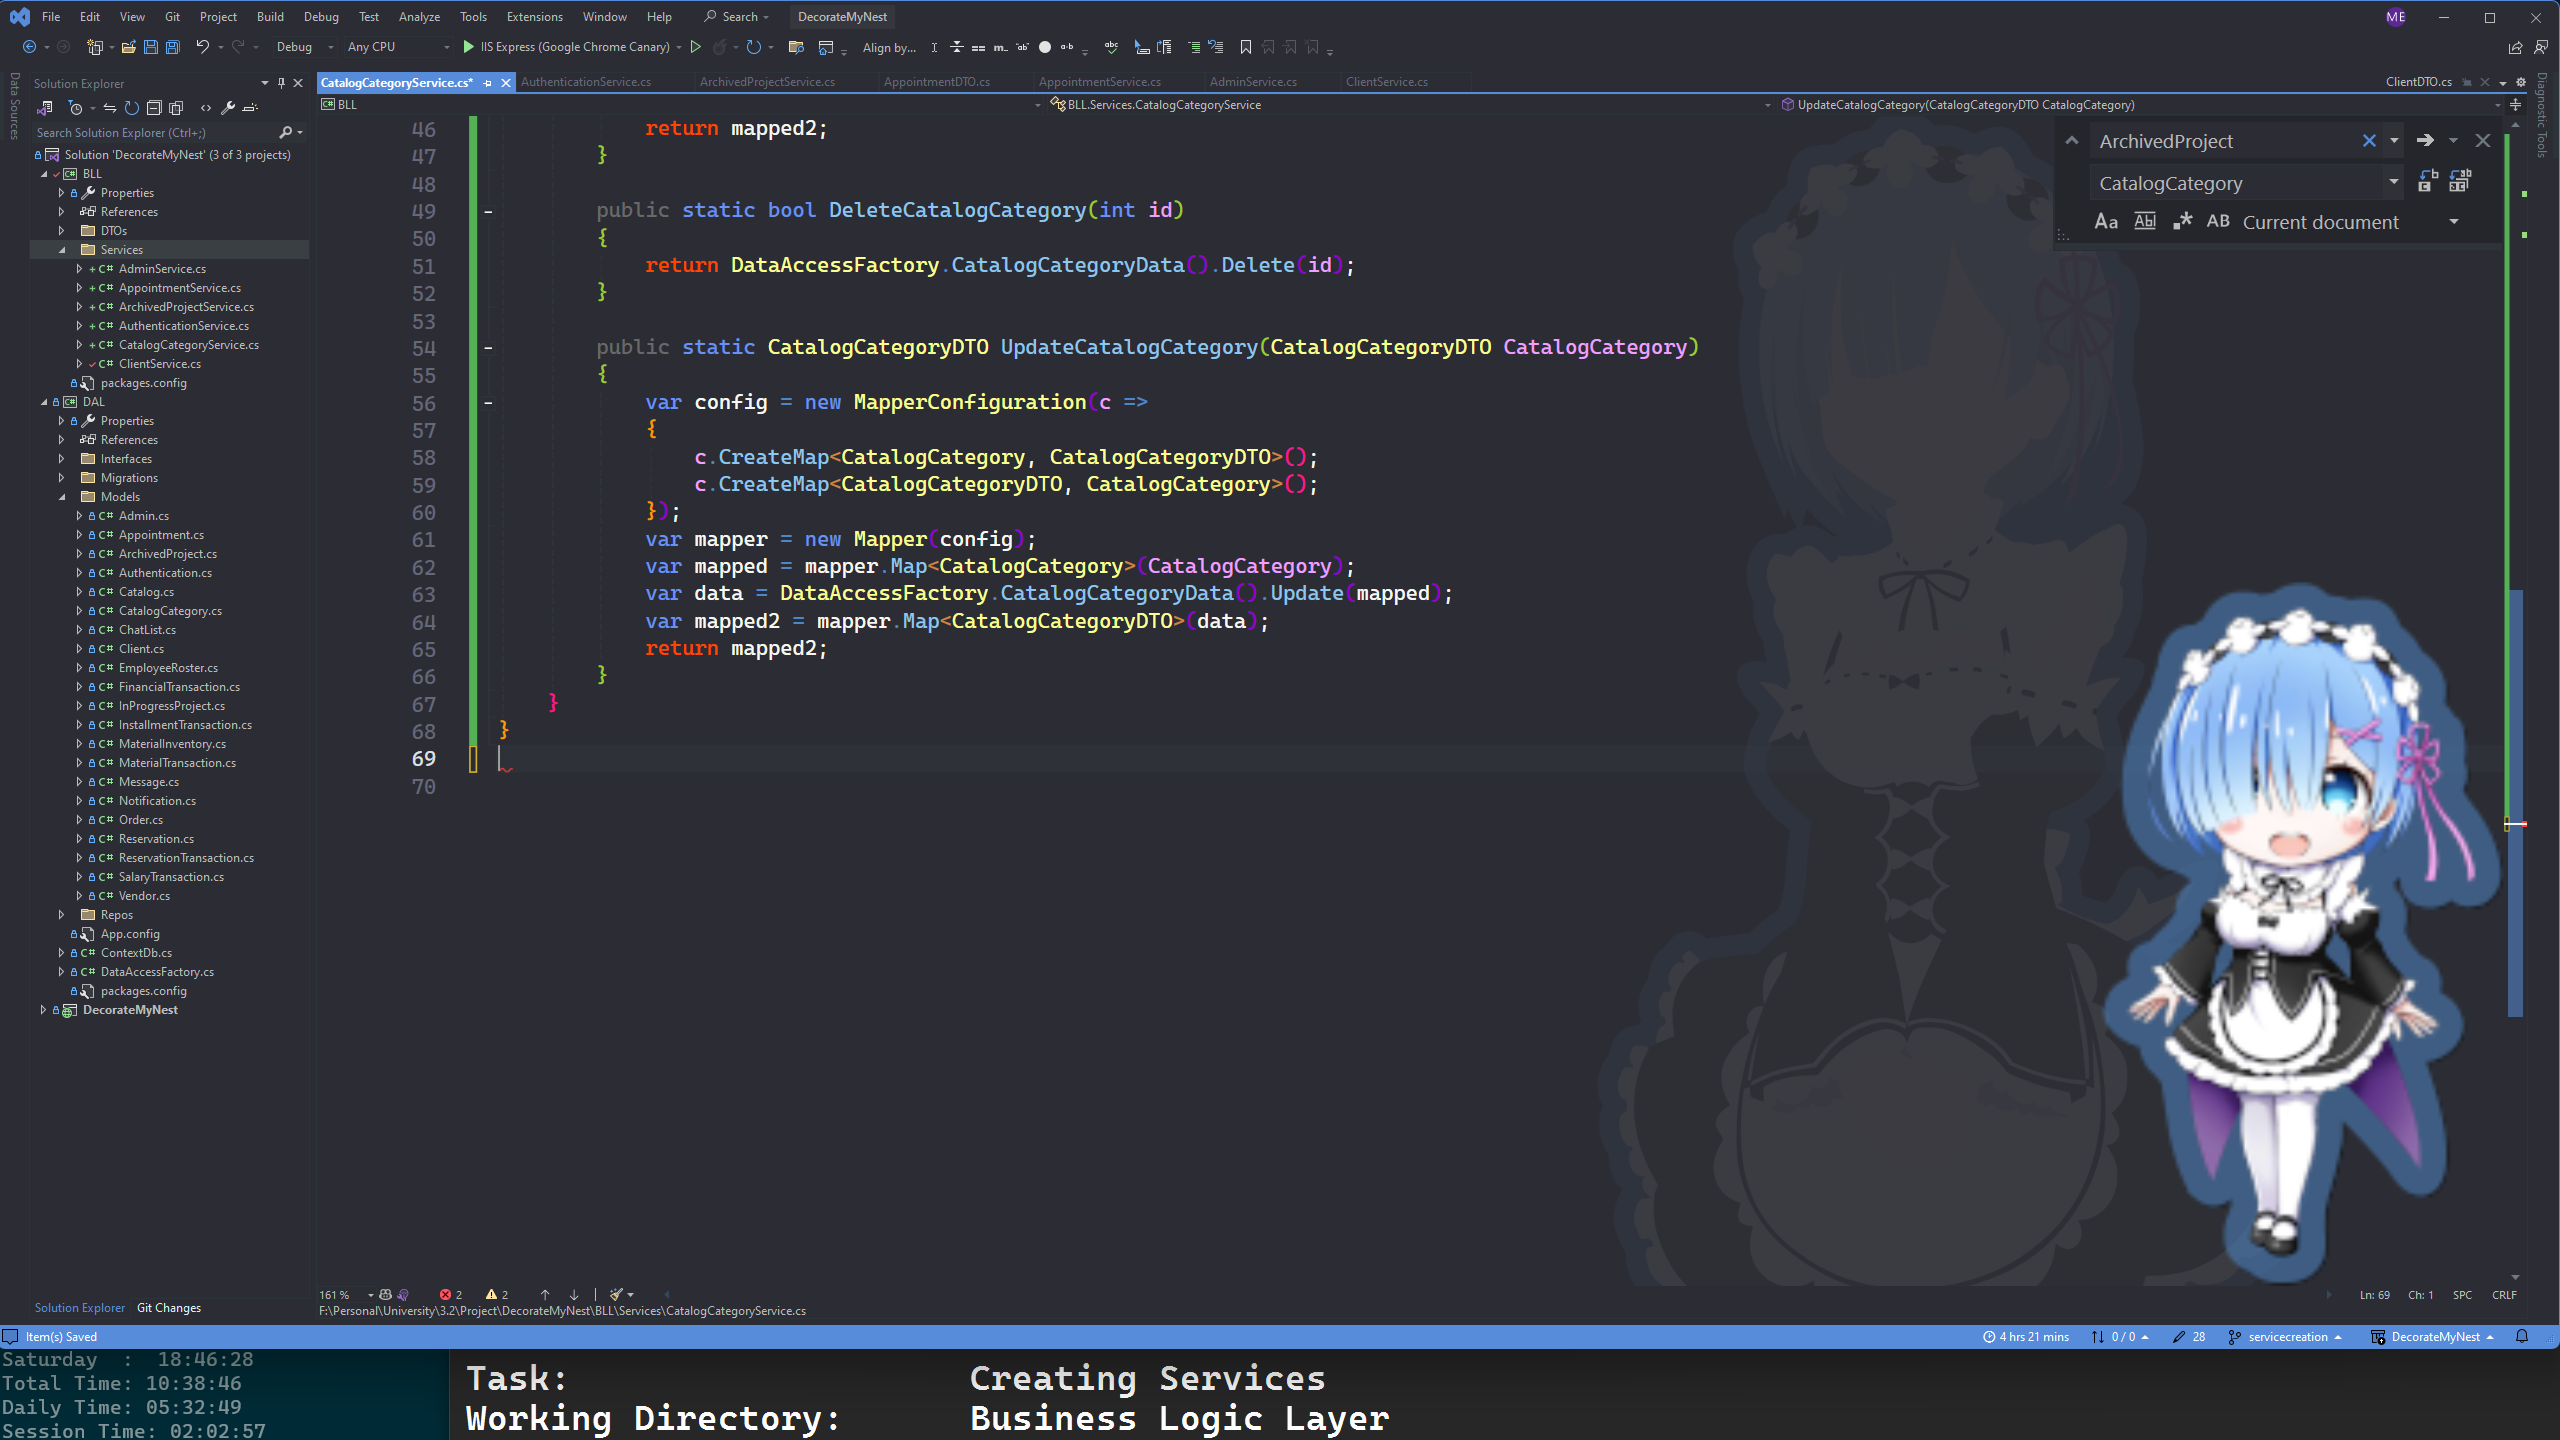 File Edit View Git Project Build Debug Test Analyze Tools Extensions Window Help Search DecorateMyNest ME
Debug Any CPU IIS Express (Google Chrome Canary) Align by...
Data Sources
Solution Explorer
Search Solution Explorer (Ctrl+;)
Solution 'DecorateMyNest' (3 of 3 projects)
BLL
Properties
References
DTOs
Services
AdminService.cs
AppointmentService.cs
ArchivedProjectService.cs
AuthenticationService.cs
CatalogCategoryService.cs
ClientService.cs
packages.config
DAL
Properties
References
Interfaces
Migrations
Models
Admin.cs
Appointment.cs
ArchivedProject.cs
Authentication.cs
Catalog.cs
CatalogCategory.cs
ChatList.cs
Client.cs
EmployeeRoster.cs
FinancialTransaction.cs
InProgressProject.cs
InstallmentTransaction.cs
MaterialInventory.cs
MaterialTransaction.cs
Message.cs
Notification.cs
Order.cs
Reservation.cs
ReservationTransaction.cs
SalaryTransaction.cs
Vendor.cs
Repos
App.config
ContextDb.cs
DataAccessFactory.cs
packages.config
DecorateMyNest
Solution Explorer Git Changes
CatalogCategoryService.cs* AuthenticationService.cs ArchivedProjectService.cs AppointmentDTO.cs AppointmentService.cs AdminService.cs ClientService.cs ClientDTO.cs
BLL BLL.Services.CatalogCategoryService UpdateCatalogCategory(CatalogCategoryDTO CatalogCategory)
46 return mapped2;
47 }
48
49 public static bool DeleteCatalogCategory(int id)
50 {
51 return DataAccessFactory.CatalogCategoryData().Delete(id);
52 }
53
54 public static CatalogCategoryDTO UpdateCatalogCategory(CatalogCategoryDTO CatalogCategory)
55 {
56 var config = new MapperConfiguration(c =>
57 {
58 c.CreateMap<CatalogCategory, CatalogCategoryDTO>();
59 c.CreateMap<CatalogCategoryDTO, CatalogCategory>();
60 });
61 var mapper = new Mapper(config);
62 var mapped = mapper.Map<CatalogCategory>(CatalogCategory);
63 var data = DataAccessFactory.CatalogCategoryData().Update(mapped);
64 var mapped2 = mapper.Map<CatalogCategoryDTO>(data);
65 return mapped2;
66 }
67 }
68 }
69
70
ArchivedProject
CatalogCategory
Aa Abl .* AB Current document
Diagnostic Tools
161 % 2 2 Ln: 69 Ch: 1 SPC CRLF
F:\Personal\University\3.2\Project\DecorateMyNest\BLL\Services\CatalogCategoryService.cs
Item(s) Saved 4 hrs 21 mins 0 / 0 28 servicecreation DecorateMyNest
Saturday : 18:46:28
Total Time: 10:38:46
Daily Time: 05:32:49
Session Time: 02:02:57
Task: Creating Services
Working Directory: Business Logic Layer